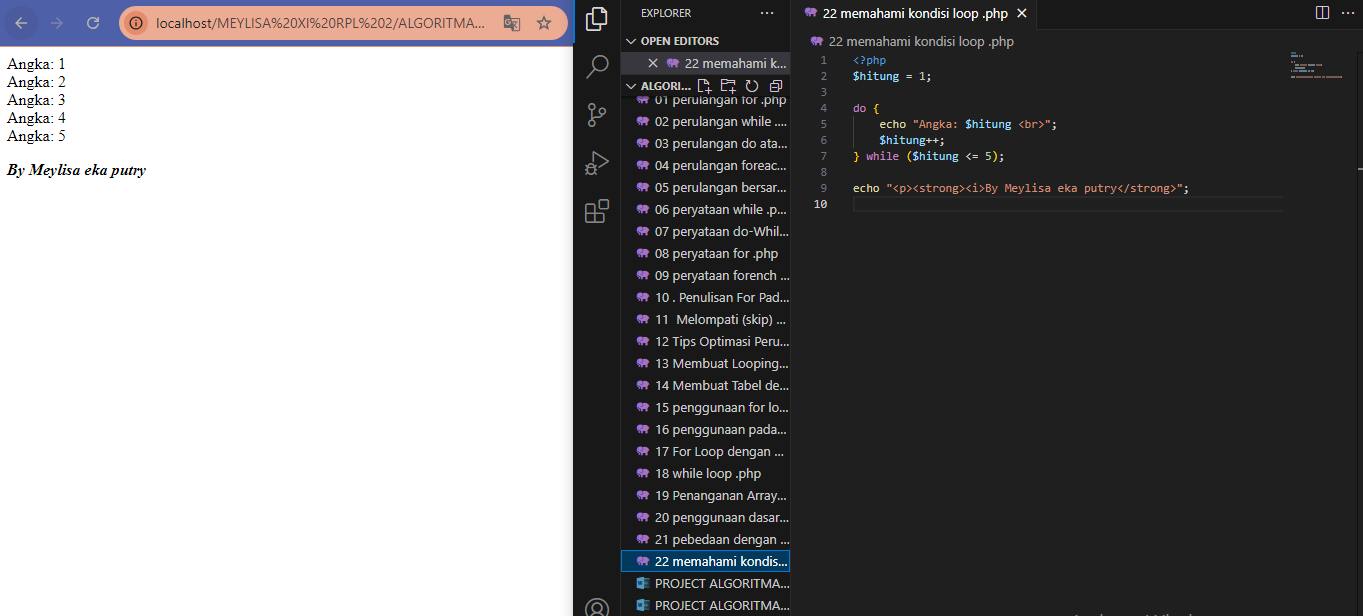 localhost/MEYLISA%20XI%20RPL%202/ALGORITMA...
Angka: 1
Angka: 2
Angka: 3
Angka: 4
Angka: 5
By Meylisa eka putry
EXPLORER
OPEN EDITORS
22 memahami k...
ALGORI...
01 perulangan for .php
02 perulangan while ....
03 perulangan do ata...
04 perulangan foreac...
05 perulangan bersar...
06 peryataan while .p...
07 peryataan do-Whil...
08 peryataan for .php
09 peryataan forench ...
10 . Penulisan For Pad...
11  Melompati (skip) ...
12 Tips Optimasi Peru...
13 Membuat Looping...
14 Membuat Tabel de...
15 penggunaan for lo...
16 penggunaan pada...
17 For Loop dengan ...
18 while loop .php
19 Penanganan Array...
20 penggunaan dasar...
21 pebedaan dengan ...
22 memahami kondis...
PROJECT ALGORITMA...
PROJECT ALGORITMA...
22 memahami kondisi loop .php
22 memahami kondisi loop .php
1 <?php
2 $hitung = 1;
3
4 do {
5     echo "Angka: $hitung <br>";
6     $hitung++;
7 } while ($hitung <= 5);
8
9 echo "<p><strong><i>By Meylisa eka putry</strong>";
10